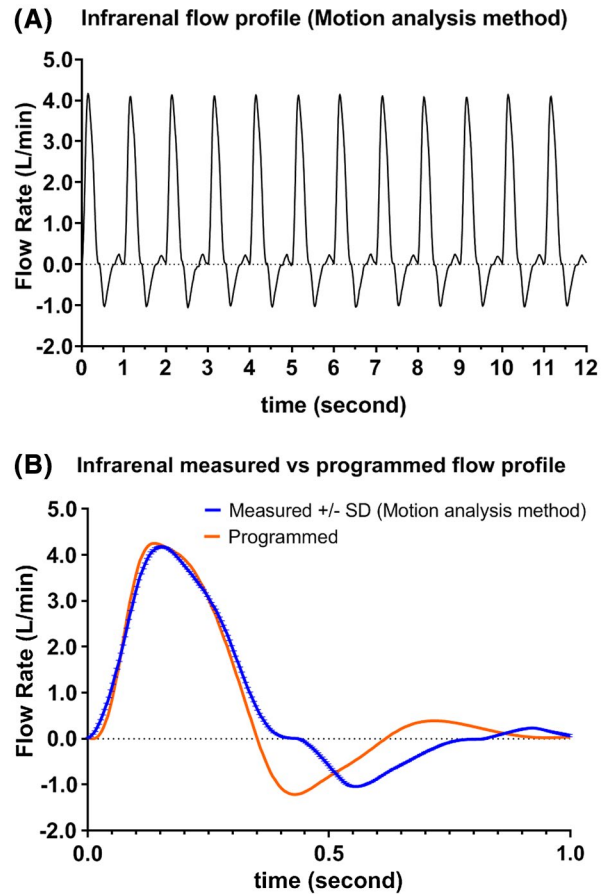 (A) Infrarenal flow profile (Motion analysis method)
Flow Rate (L/min)
5.0
4.0
3.0
2.0
1.0
0.0
-1.0
-2.0
0 1 2 3 4 5 6 7 8 9 10 11 12
time (second)
(B) Infrarenal measured vs programmed flow profile
Measured +/- SD (Motion analysis method)
Programmed
Flow Rate (L/min)
5.0
4.0
3.0
2.0
1.0
0.0
-1.0
-2.0
0.0 0.5 1.0
time (second)